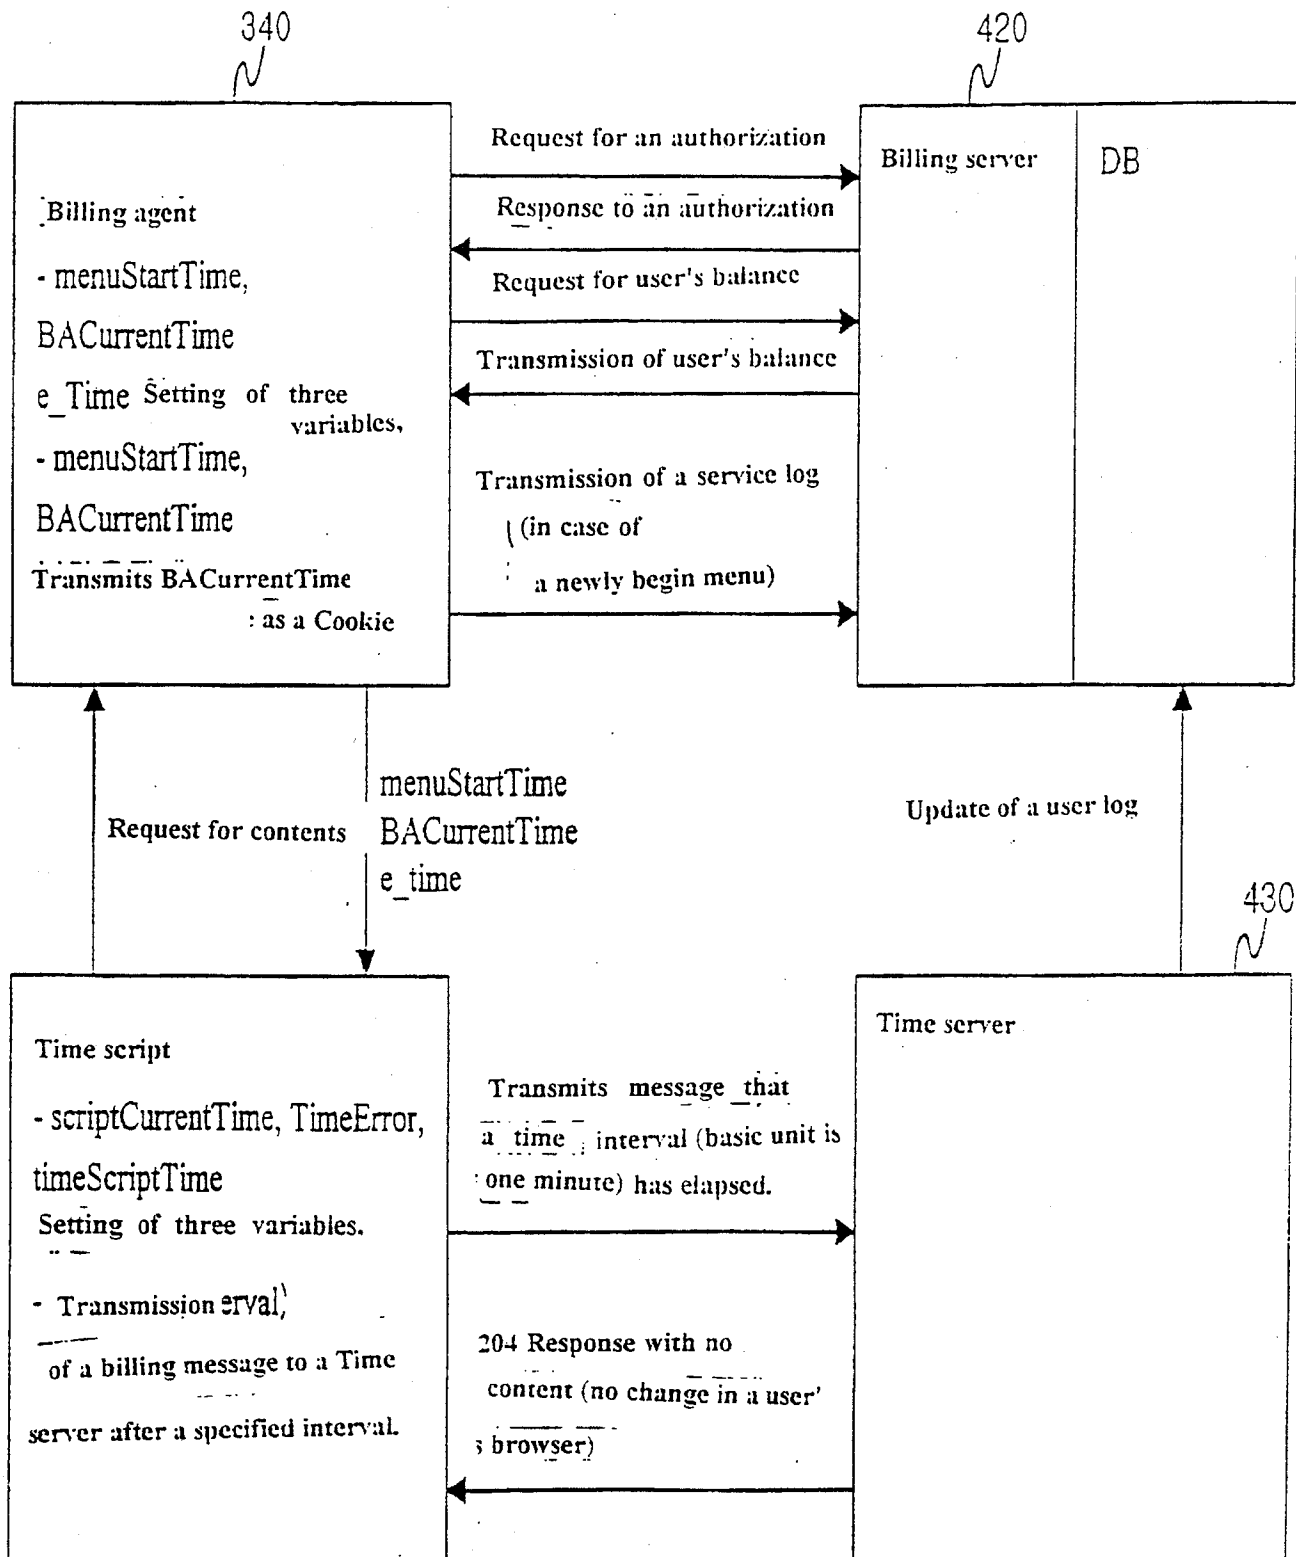 340
420
Billing agent
- menuStartTime,
BACurrentTime
e_Time Setting of three
variables,
- menuStartTime,
BACurrentTime
Transmits BACurrentTime
: as a Cookie
Request for an authorization
Response to an authorization
Request for user's balance
Transmission of user's balance
Transmission of a service log
(in case of
a newly begin menu)
Billing server
DB
Request for contents
menuStartTime
BACurrentTime
e_time
Update of a user log
430
Time script
- scriptCurrentTime, TimeError,
timeScriptTime
Setting of three variables.
- Transmission erval,
of a billing message to a Time
server after a specified interval.
Transmits message that
a time interval (basic unit is
one minute) has elapsed.
204 Response with no
content (no change in a user'
s browser)
Time server